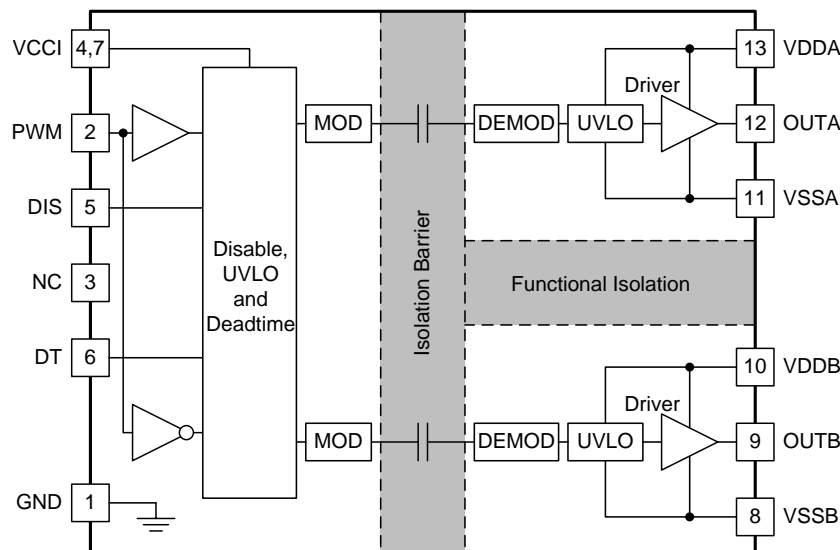 VCCI 4,7
PWM 2
DIS 5
NC 3
DT 6
GND 1
Disable,
UVLO
and
Deadtime
MOD
MOD
Isolation Barrier
DEMOD
UVLO
Driver
13 VDDA
12 OUTA
11 VSSA
Functional Isolation
DEMOD
UVLO
Driver
10 VDDB
9 OUTB
8 VSSB